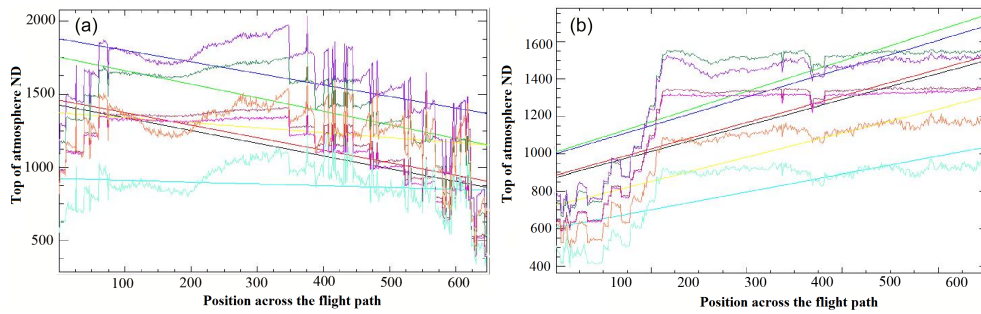 (a)
Top of atmosphere ND
2000
1500
1000
500
100 200 300 400 500 600
Position across the flight path
(b)
Top of atmosphere ND
1600
1400
1200
1000
800
600
400
100 200 300 400 500 600
Position across the flight path